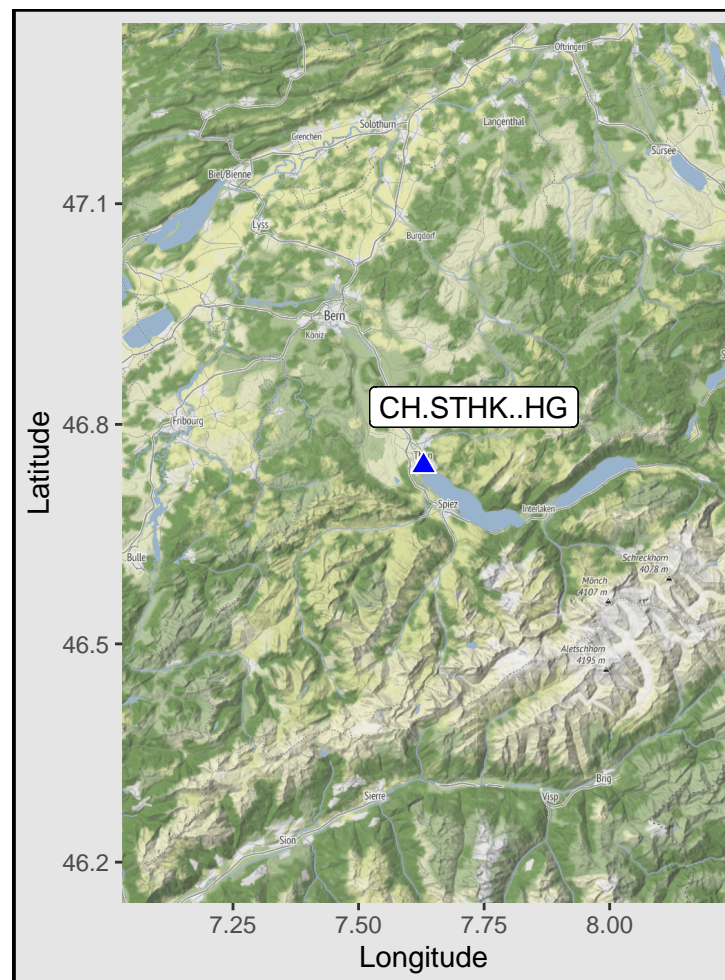 Oftringen
Solothurn
Langenthal
Grenchen
Sursee
Biel/Bienne
47.1
Lyss
Burgdorf
Bern
Köniz
CH.STHK..HG
46.8
Fribourg
Latitude
Spiez
Interlaken
Bulle
Schreckhorn
4078 m
Mönch
4107 m
46.5
Aletschhorn
4195 m
Brig
Sierre
Visp
Sion
46.2
7.25 7.50 7.75 8.00
Longitude